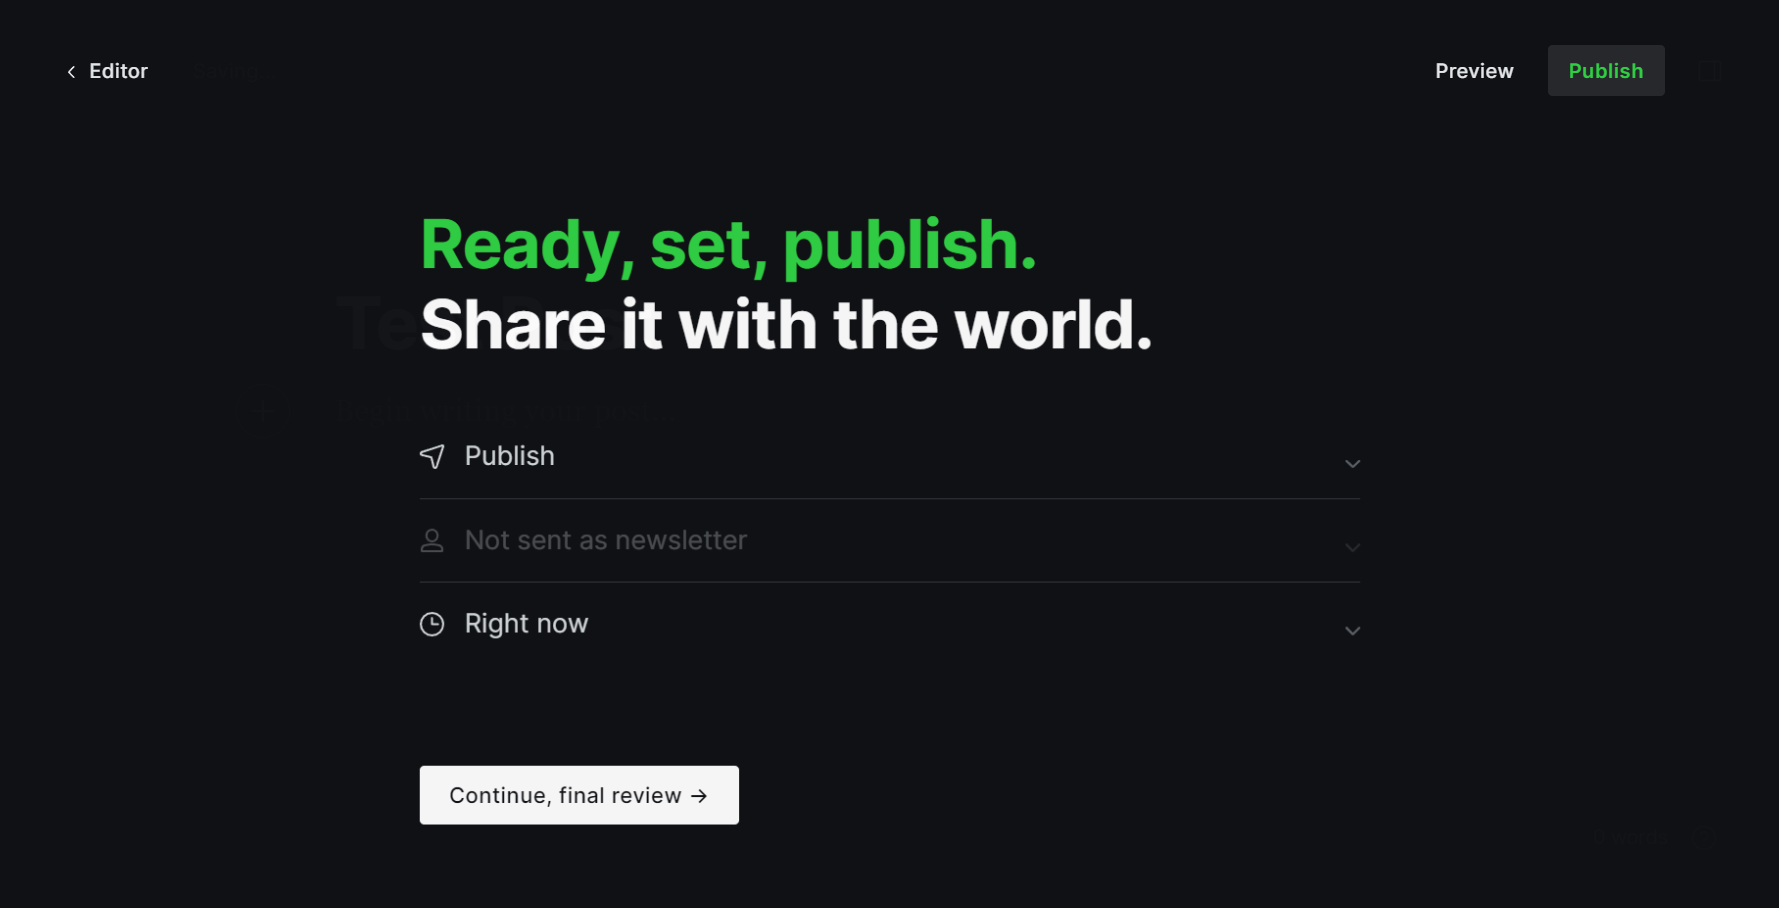 Editor
Preview
Publish
Ready, set, publish.
Share it with the world.
Publish
Not sent as newsletter
Right now
Continue, final review →